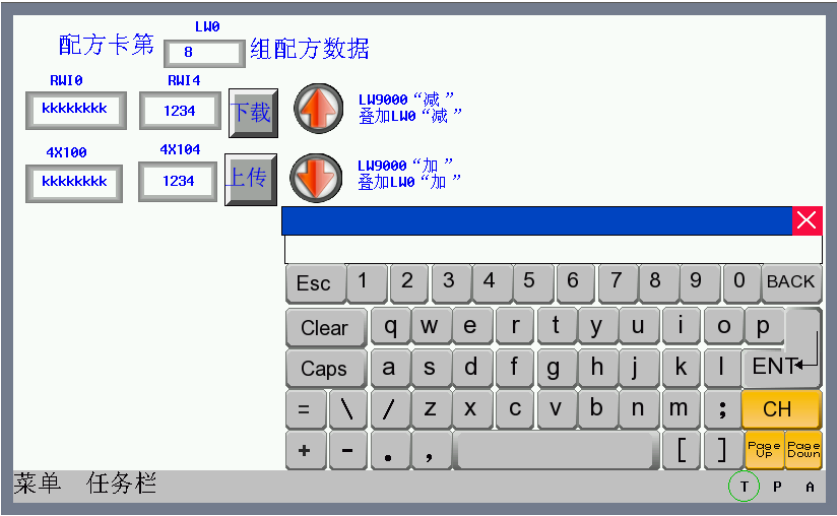 LW0
配方卡第 8 组配方数据
RWI0 RWI4
kkkkkkkk 1234 下载
LW9000 “减 ”
叠加LW0 “减 ”
4X100 4X104
kkkkkkkk 1234 上传
LW9000 “加 ”
叠加LW0 “加 ”
Esc 1 2 3 4 5 6 7 8 9 0 BACK
Clear q w e r t y u i o p
Caps a s d f g h j k l ENT
= \ / z x c v b n m ; CH
+ - . , [ ] Page Up Page Down
菜单 任务栏 T P A